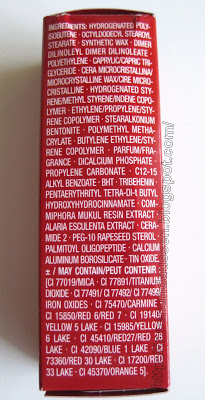 INGREDIENTS: HYDROGENATED POLY-
ISOBUTENE · OCTYLDODECYL STEAROYL
STEARATE · SYNTHETIC WAX · DIMER
DILINOLEYL DIMER DILINOLEATE ·
POLYETHYLENE · CAPRYLIC/CAPRIC TRI-
GLYCERIDE · CERA MICROCRISTALLINA/
MICROCRYSTALLINE WAX/CIRE MICRO-
CRISTALLINE · HYDROGENATED STY-
RENE/METHYL STYRENE/INDENE COPO-
LYMER · ETHYLENE/PROPYLENE/STY-
RENE COPOLYMER · STEARALKONIUM
BENTONITE · POLYMETHYL METHA-
CRYLATE · BUTYLENE/ETHYLENE/STY-
RENE COPOLYMER · PARFUM/FRA-
GRANCE · DICALCIUM PHOSPHATE ·
PROPYLENE CARBONATE · C12-15
ALKYL BENZOATE · BHT · TRIBEHENIN ·
PENTAERYTHRITYL TETRA-DI-t BUTYL
HYDROXYHYDROCINNAMATE · COM-
MIPHORA MUKUL RESIN EXTRACT ·
ALARIA ESCULENTA EXTRACT · CERA-
MIDE 2 · PEG-10 RAPESEED STEROL ·
PALMITOYL OLIGOPEPTIDE · CALCIUM
ALUMINUM BOROSILICATE · TIN OXIDE.
± / MAY CONTAIN/PEUT CONTENIR :
[CI 77019/MICA · CI 77891/TITANIUM
DIOXIDE · CI 77491/ CI 77492/ CI 77499/
IRON OXIDES · CI 75470/CARMINE ·
CI 15850/RED 6/RED 7 · CI 19140/
YELLOW 5 LAKE · CI 15985/YELLOW
6 LAKE · CI 45410/RED27/RED 28
LAKE · CI 42090/BLUE 1 LAKE · CI
73360/RED 30 LAKE · CI 17200/RED
33 LAKE · CI 45370/ORANGE 5].
blogspot.com/